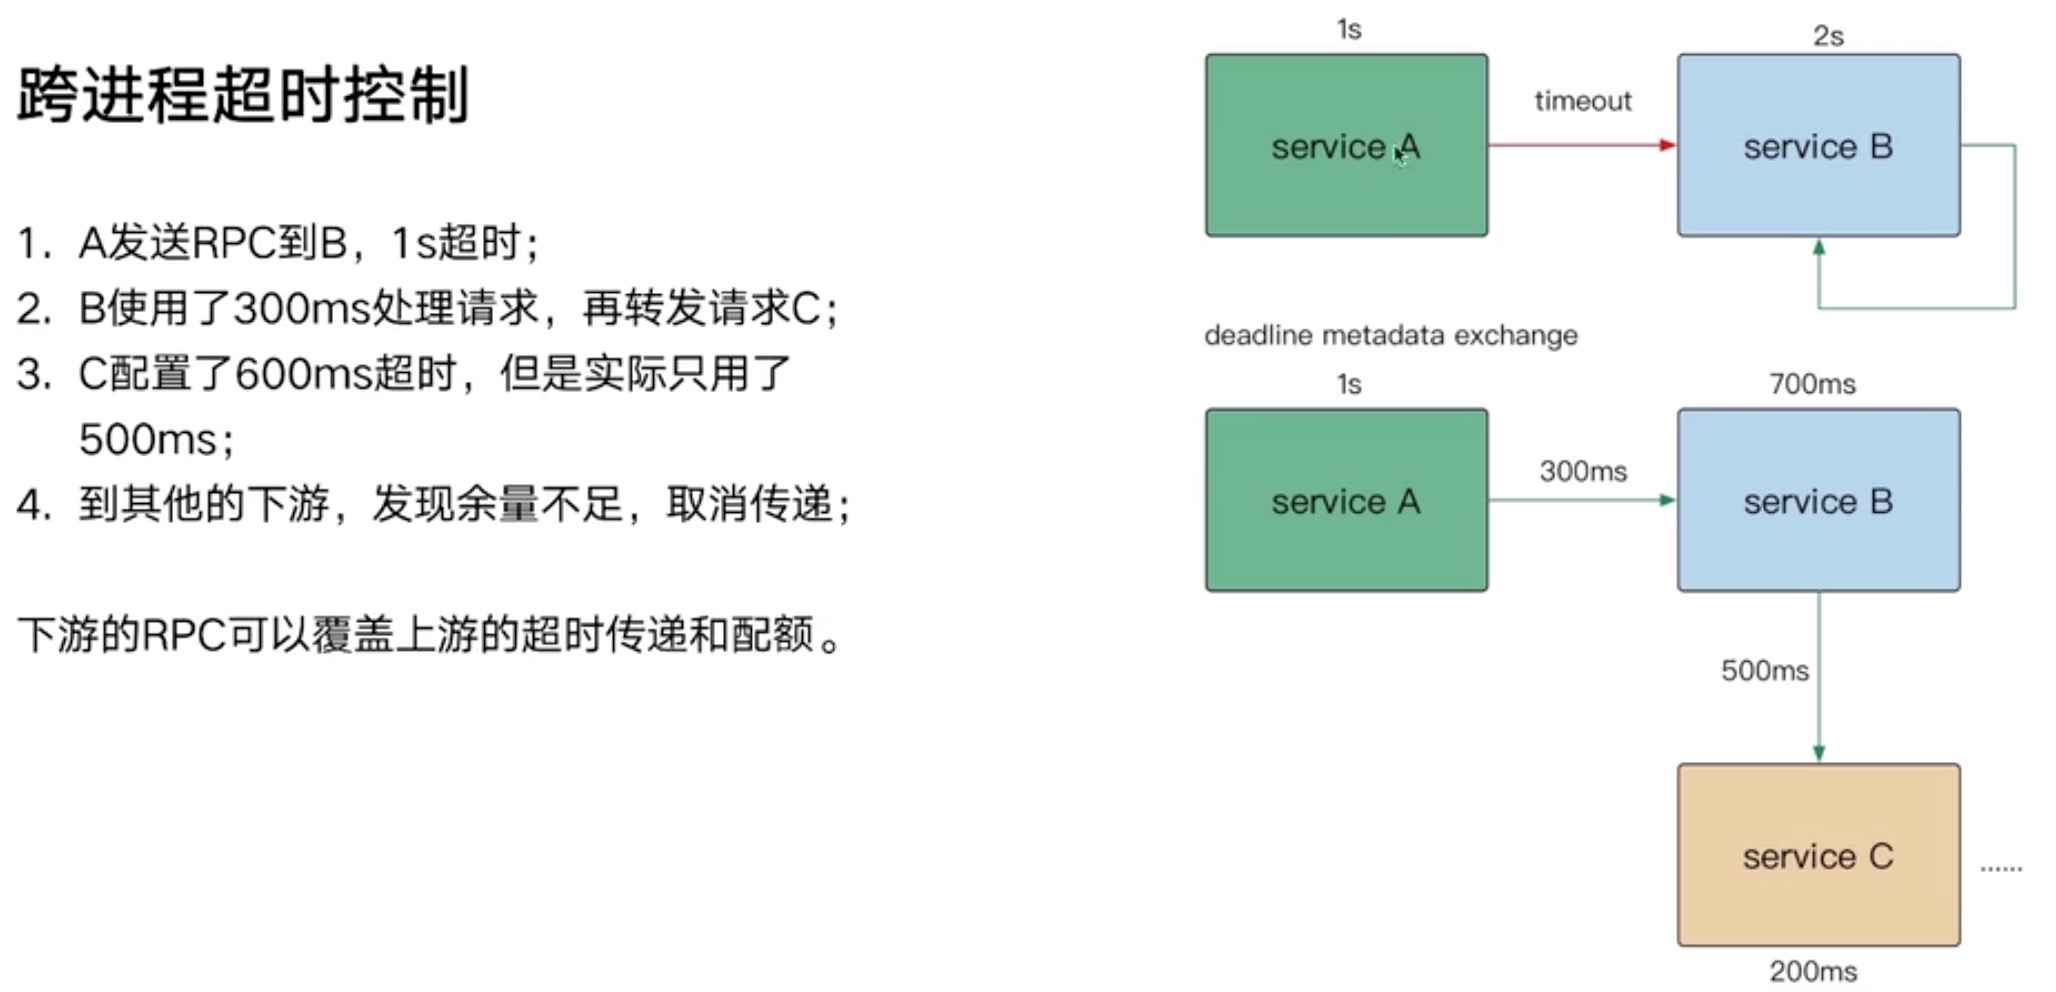 跨进程超时控制
1. A发送RPC到B，1s超时；
2. B使用了300ms处理请求，再转发请求C；
3. C配置了600ms超时，但是实际只用了
500ms；
4. 到其他的下游，发现余量不足，取消传递；
下游的RPC可以覆盖上游的超时传递和配额。
1s
2s
service A
timeout
service B
deadline metadata exchange
1s
700ms
service A
300ms
service B
500ms
service C
......
200ms